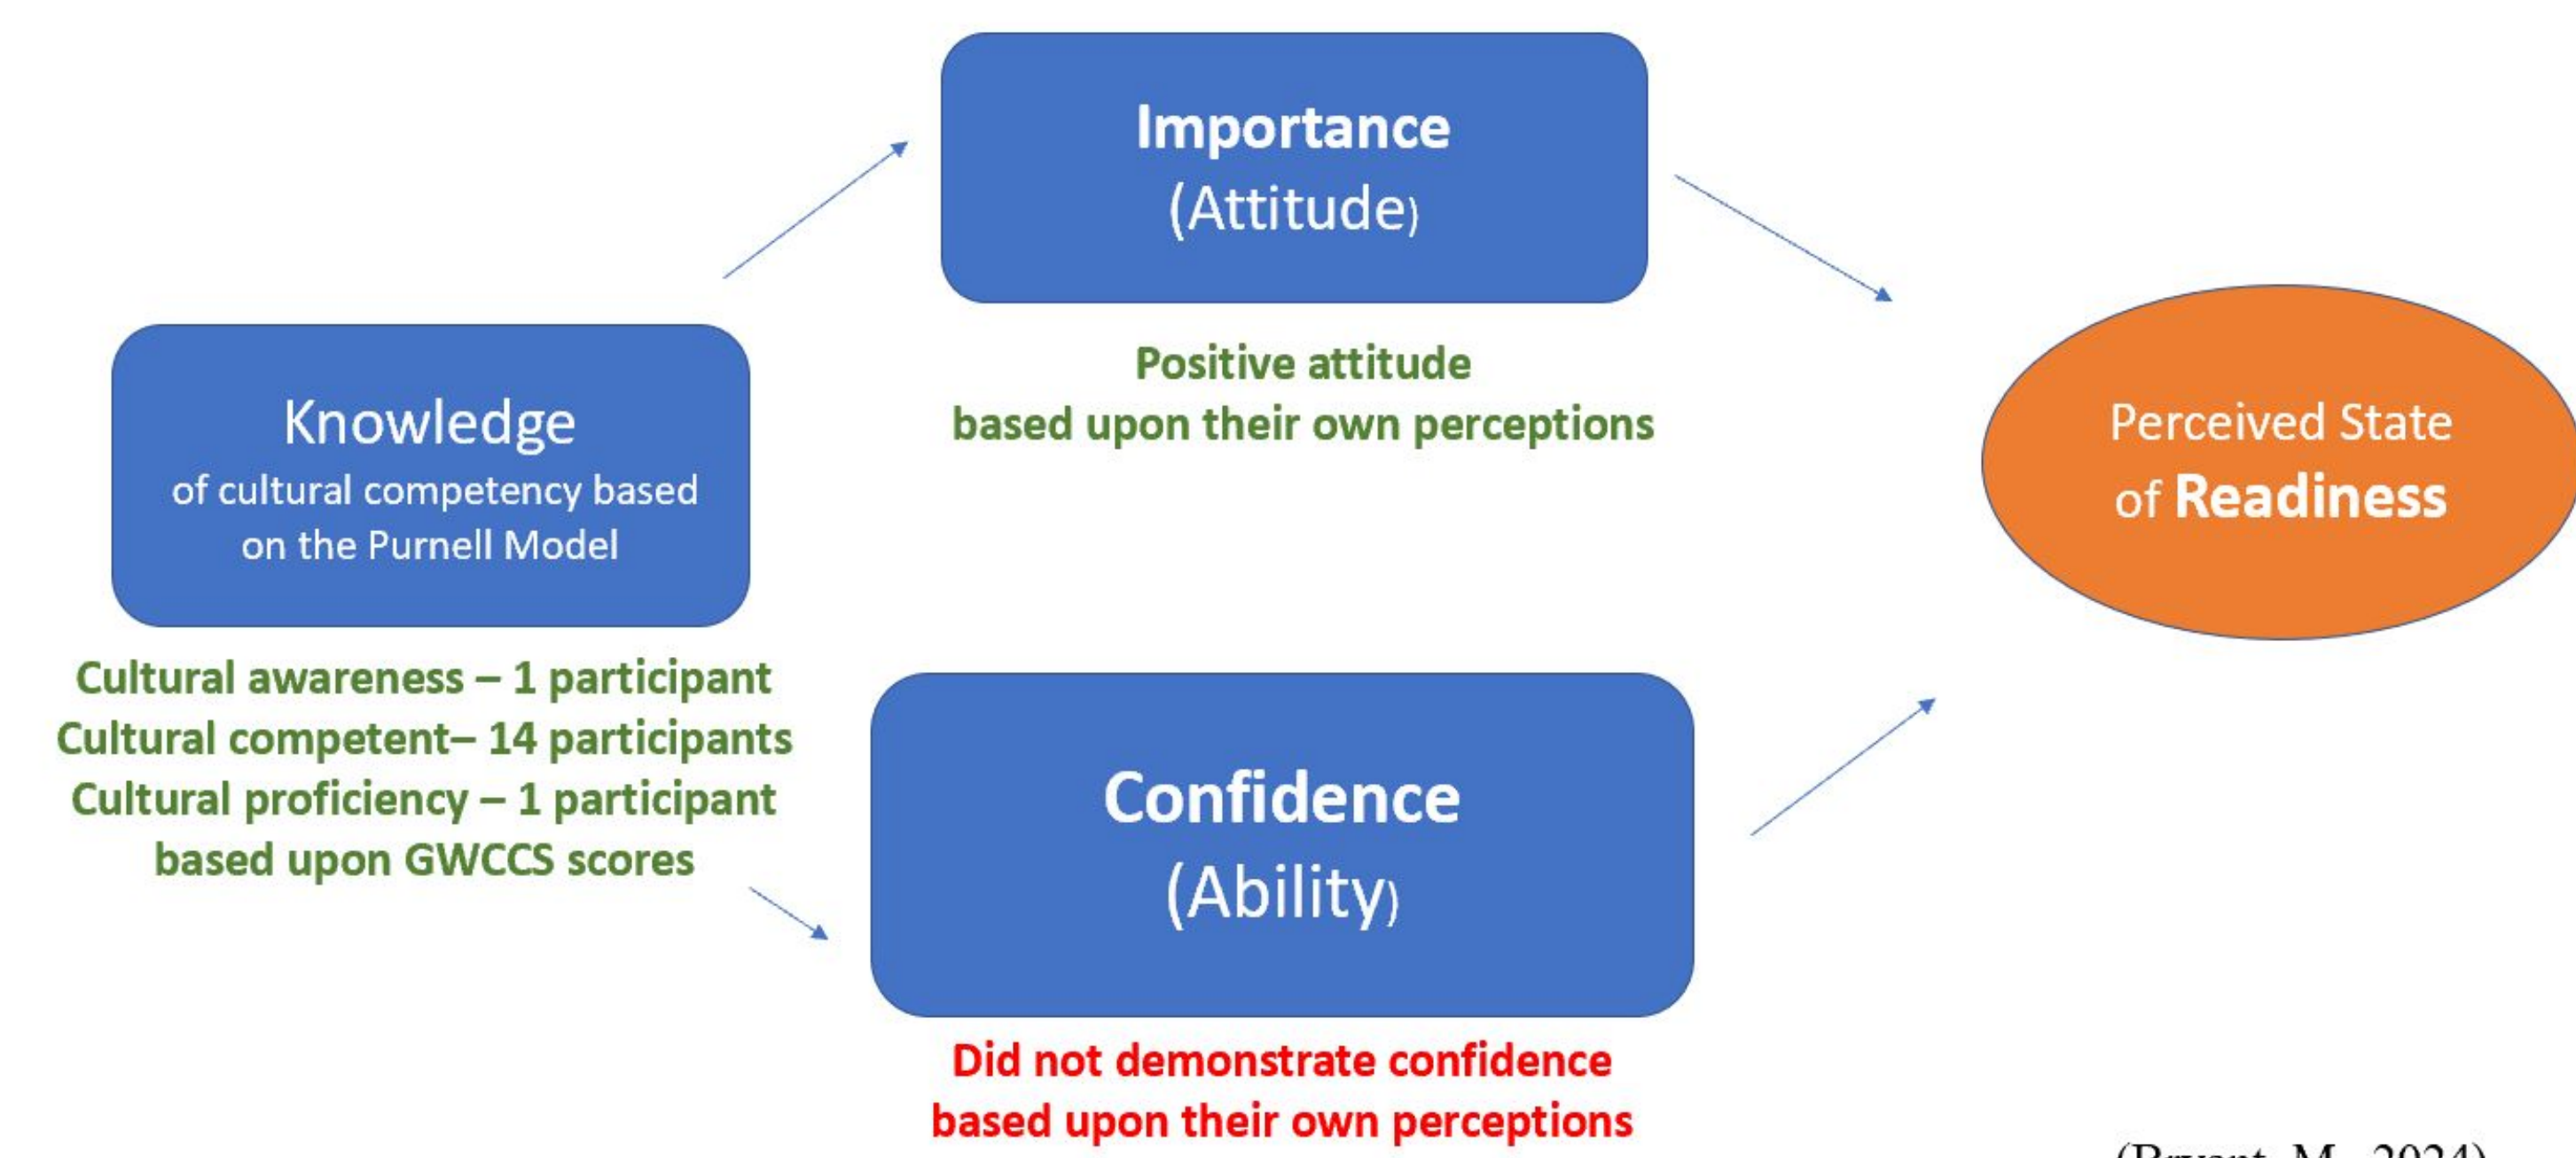 Importance
(Attitude)
Positive attitude
based upon their own perceptions
Knowledge
of cultural competency based
on the Purnell Model
Cultural awareness – 1 participant
Cultural competent– 14 participants
Cultural proficiency – 1 participant
based upon GWCCS scores
Confidence
(Ability)
Did not demonstrate confidence
based upon their own perceptions
Perceived State
of Readiness
(Bryant, M., 2024)